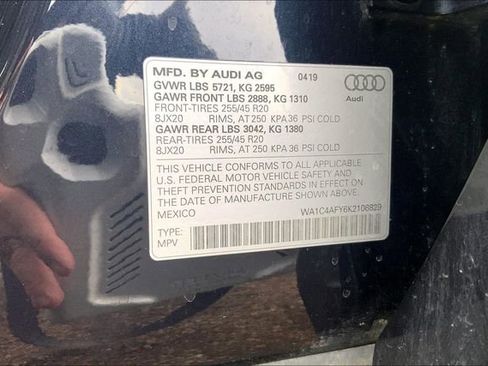 MFD. BY AUDI AG 04 19
GVWR LBS 5721, KG 2595
GAWR FRONT LBS 2888, KG 1310
FRONT-TIRES 255/45 R20
8JX20 RIMS, AT 250 KPA 36 PSI COLD
GAWR REAR LBS 3042, KG 1380
REAR-TIRES 255/45 R20
8JX20 RIMS, AT 250 KPA 36 PSI COLD
Audi
THIS VEHICLE CONFORMS TO ALL APPLICABLE
U.S. FEDERAL MOTOR VEHICLE SAFETY AND
THEFT PREVENTION STANDARDS IN EFFECT ON
THE DATE OF MANUFACTURE SHOWN ABOVE.
MEXICO WA1C4AFY6K2108829
TYPE:
MPV